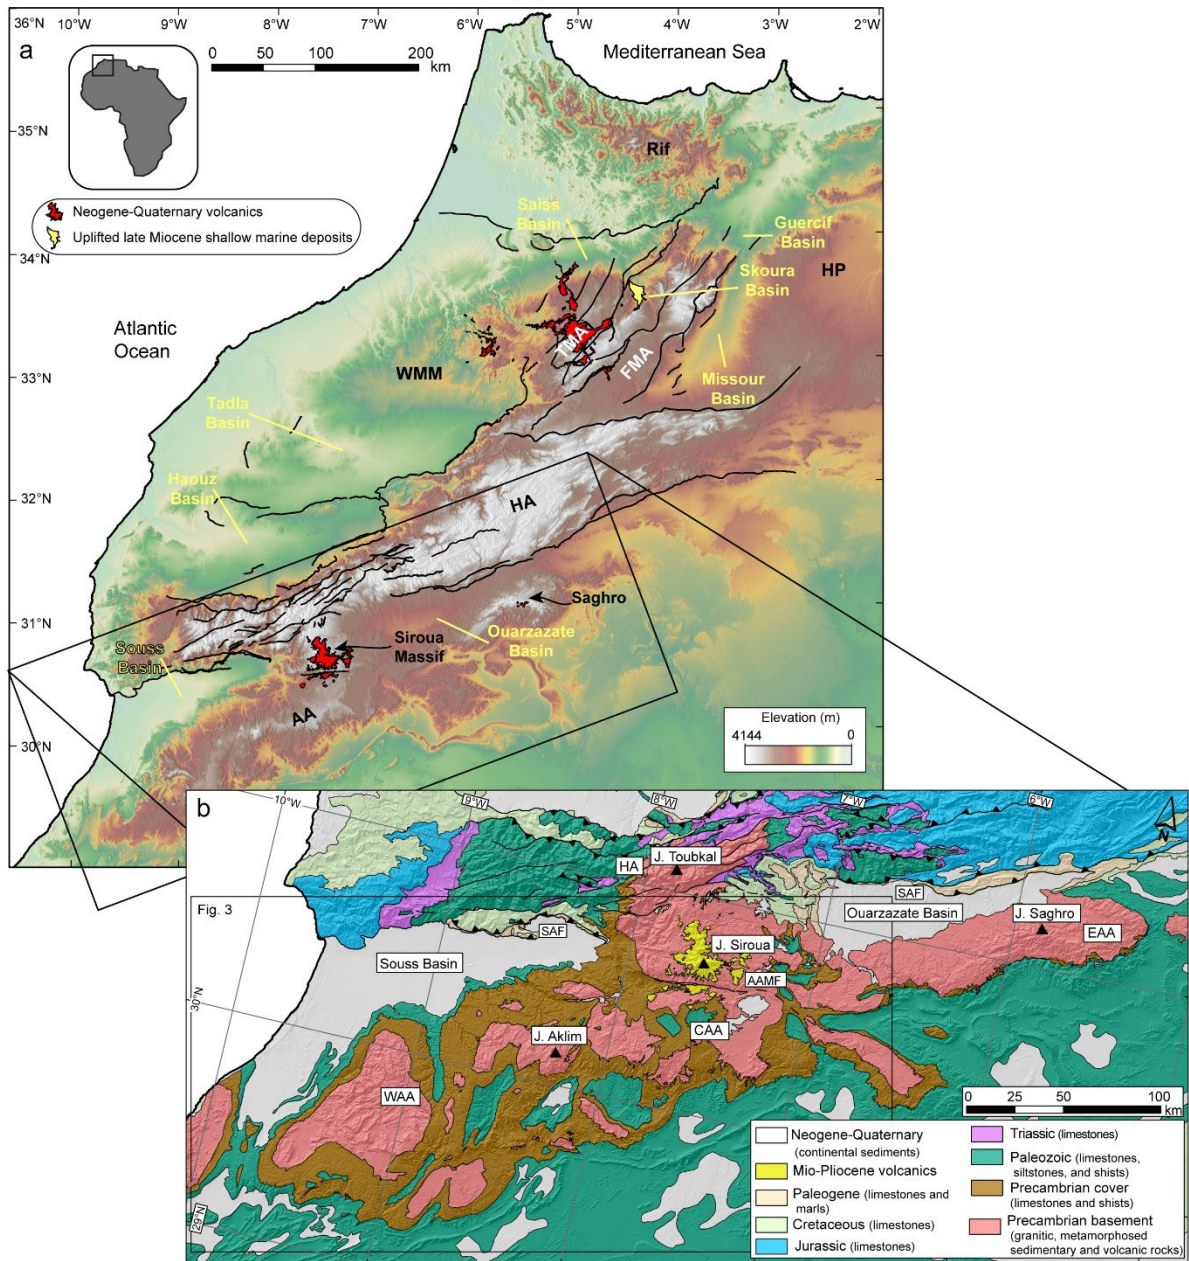 36°N
10°W
9°W
8°W
7°W
6°W
5°W
4°W
3°W
2°W
a
0
50
100
200
km
Mediterranean Sea
35°N
Rif
Neogene-Quaternary volcanics
Uplifted late Miocene shallow marine deposits
Saiss
Basin
Guercif
Basin
34°N
Skoura
Basin
HP
Atlantic
Ocean
TMA
FMA
WMM
33°N
Missour
Basin
Tadla
Basin
Haouz
Basin
32°N
HA
Saghro
31°N
Siroua
Massif
Ouarzazate
Basin
Souss
Basin
AA
Elevation (m)
4144
0
30°N
b
10°W
9°W
8°W
7°W
6°W
N
HA
J. Toubkal
Fig. 3
SAF
SAF
Ouarzazate Basin
J. Saghro
EAA
Souss Basin
J. Siroua
AAMF
30°N
J. Aklim
CAA
WAA
0
25
50
100
km
29°N
Neogene-Quaternary
(continental sediments)
Mio-Pliocene volcanics
Paleogene (limestones and
marls)
Cretaceous (limestones)
Jurassic (limestones)
Triassic (limestones)
Paleozoic (limestones,
siltstones, and shists)
Precambrian cover
(limestones and shists)
Precambrian basement
(granitic, metamorphosed
sedimentary and volcanic rocks)